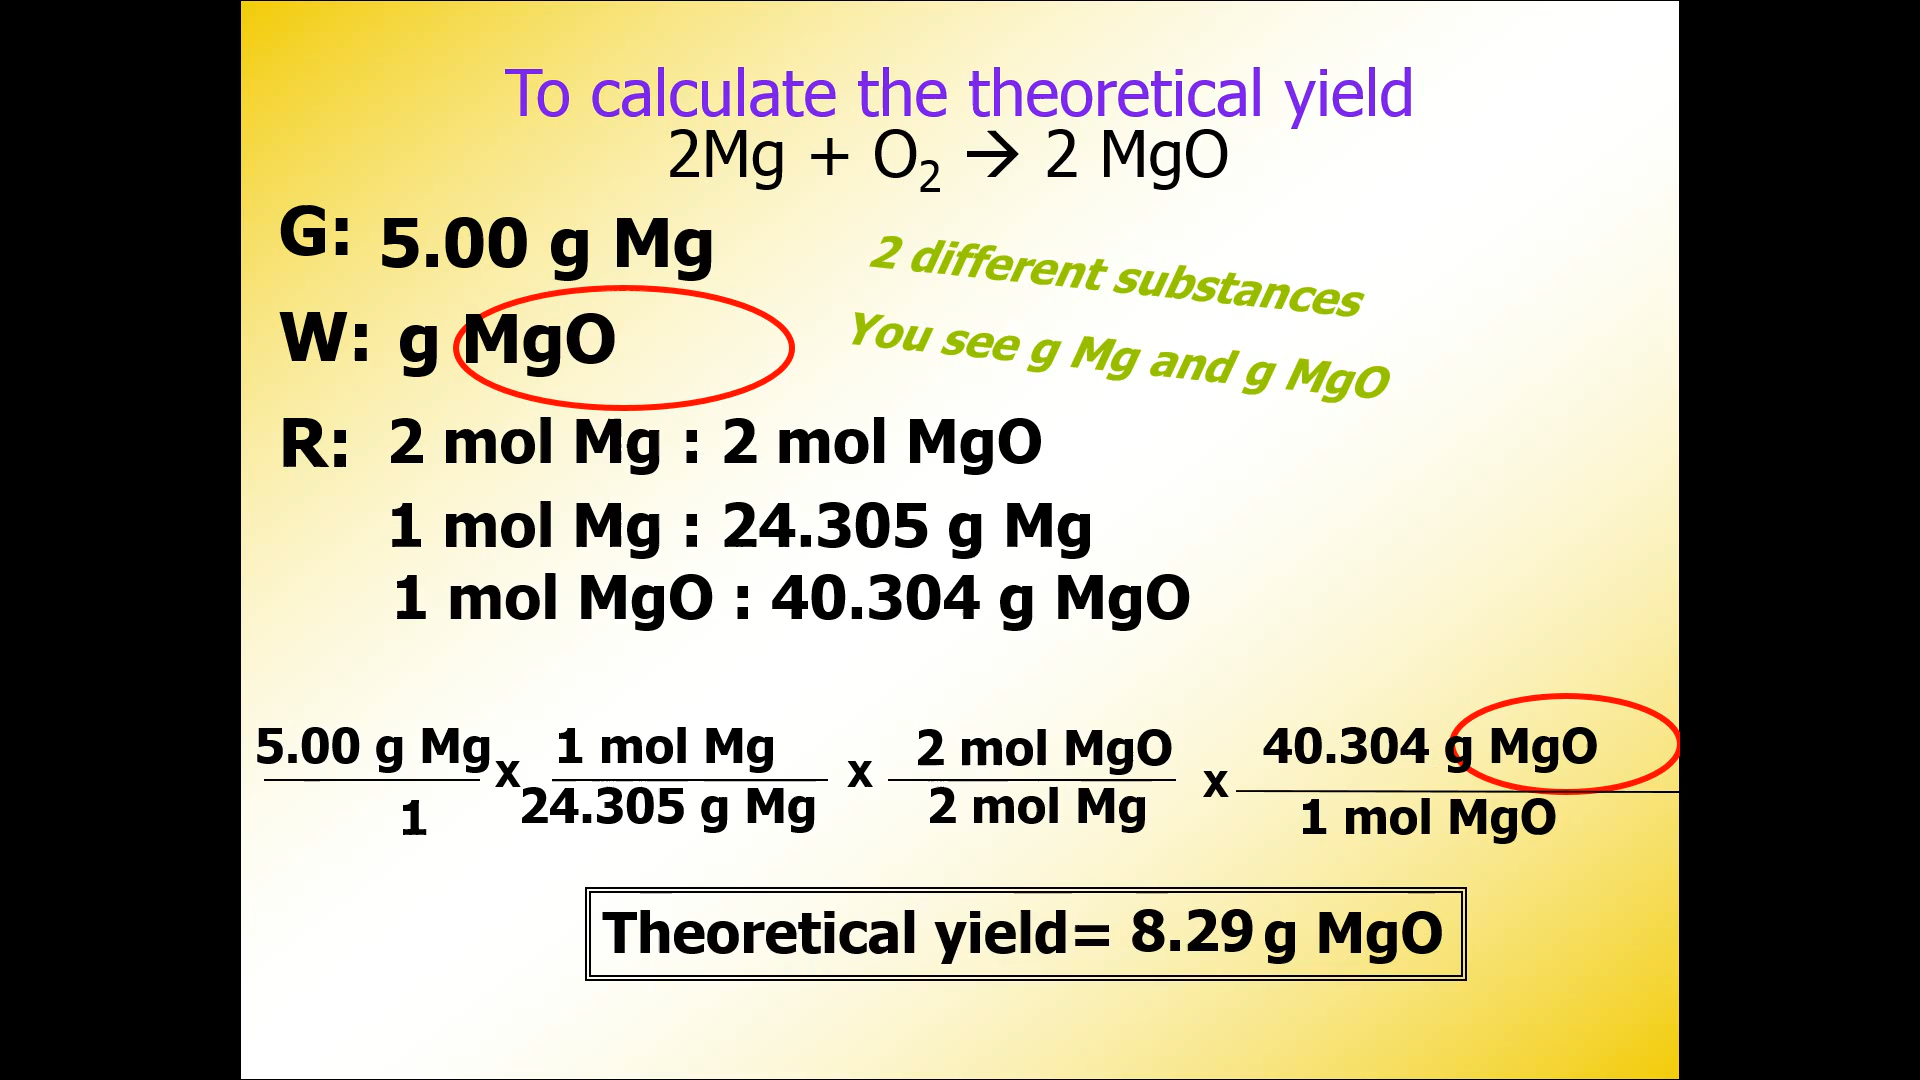 To calculate the theoretical yield
2Mg + O₂ → 2 MgO
G: 5.00 g Mg
2 different substances
W: g MgO
You see g Mg and g MgO
R: 2 mol Mg : 2 mol MgO
1 mol Mg : 24.305 g Mg
1 mol MgO : 40.304 g MgO
5.00 g Mg x 1 mol Mg x 2 mol MgO x 40.304 g MgO
1 24.305 g Mg 2 mol Mg 1 mol MgO
Theoretical yield= 8.29 g MgO